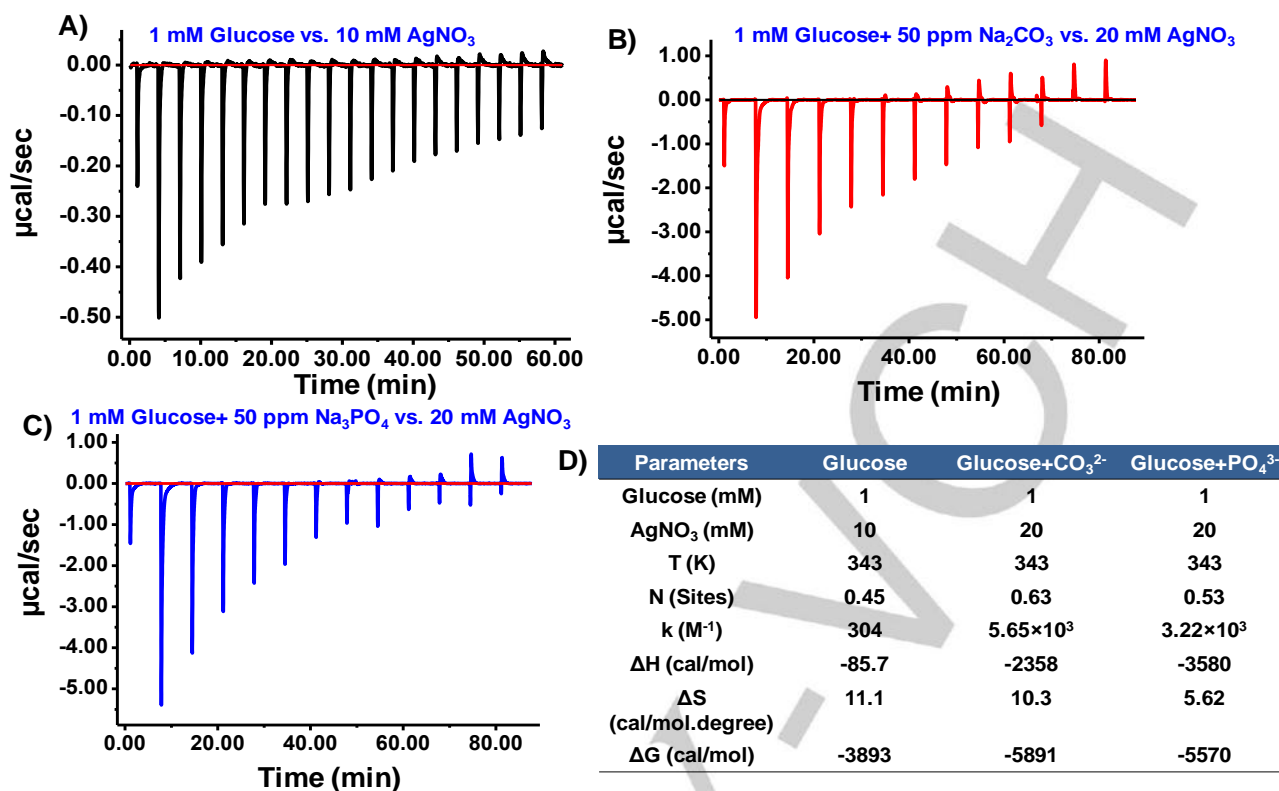 A)
1 mM Glucose vs. 10 mM AgNO3
0.00
-0.10
-0.20
-0.30
-0.40
-0.50
µcal/sec
0.00 10.00 20.00 30.00 40.00 50.00 60.00
Time (min)
B)
1 mM Glucose+ 50 ppm Na2CO3 vs. 20 mM AgNO3
1.00
0.00
-1.00
-2.00
-3.00
-4.00
-5.00
µcal/sec
0.00 20.00 40.00 60.00 80.00
Time (min)
C)
1 mM Glucose+ 50 ppm Na3PO4 vs. 20 mM AgNO3
1.00
0.00
-1.00
-2.00
-3.00
-4.00
-5.00
µcal/sec
0.00 20.00 40.00 60.00 80.00
Time (min)
D)
Parameters Glucose Glucose+CO3²⁻ Glucose+PO4³⁻
Glucose (mM) 1 1 1
AgNO3 (mM) 10 20 20
T (K) 343 343 343
N (Sites) 0.45 0.63 0.53
k (M⁻¹) 304 5.65×10³ 3.22×10³
ΔH (cal/mol) -85.7 -2358 -3580
ΔS (cal/mol.degree) 11.1 10.3 5.62
ΔG (cal/mol) -3893 -5891 -5570
-VCH